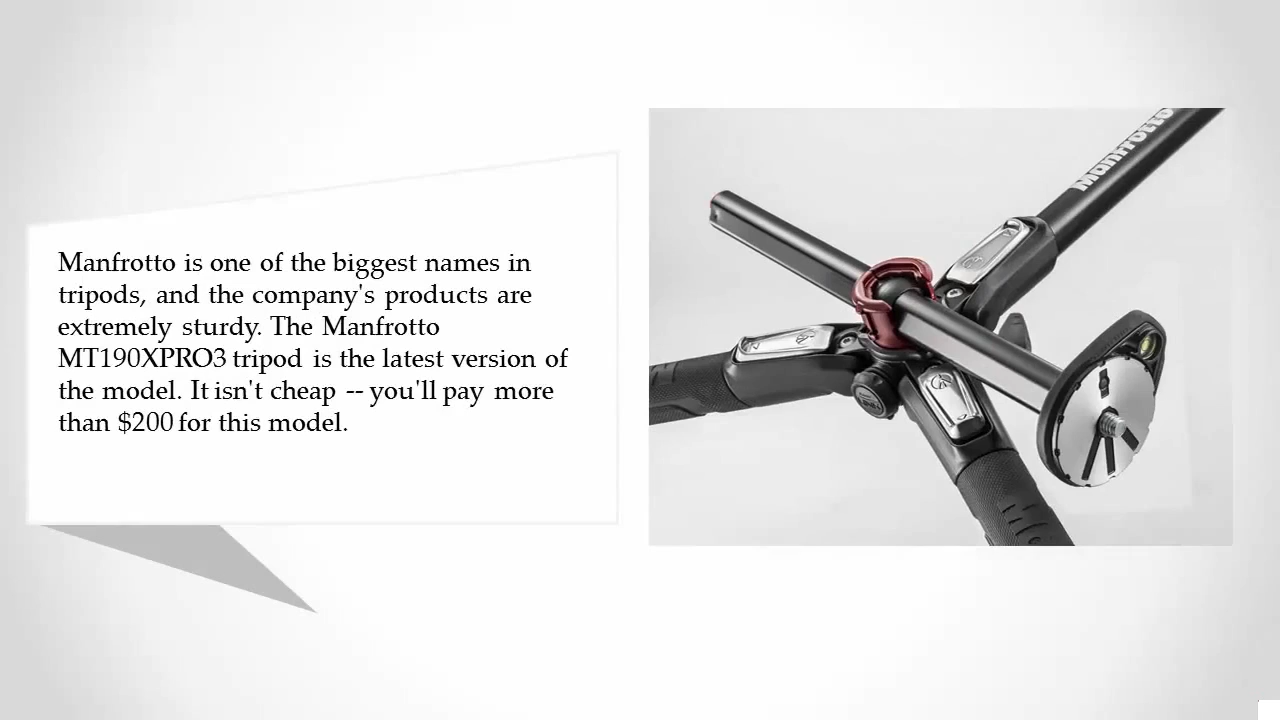 Manfrotto is one of the biggest names in
tripods, and the company's products are
extremely sturdy. The Manfrotto
MT190XPRO3 tripod is the latest version of
the model. It isn't cheap -- you'll pay more
than $200 for this model.
Manfrotto